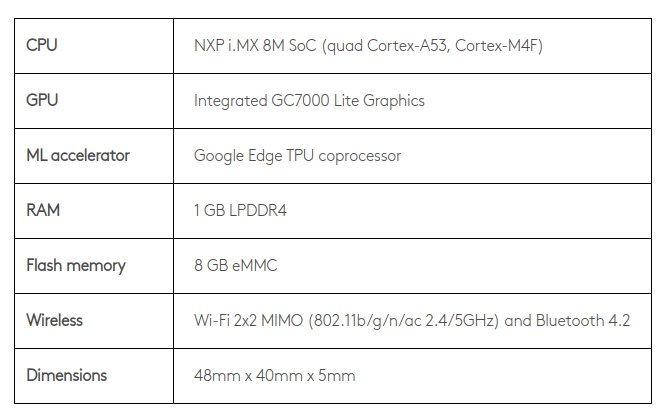 CPU NXP i.MX 8M SoC (quad Cortex-A53, Cortex-M4F)
GPU Integrated GC7000 Lite Graphics
ML accelerator Google Edge TPU coprocessor
RAM 1 GB LPDDR4
Flash memory 8 GB eMMC
Wireless Wi-Fi 2x2 MIMO (802.11b/g/n/ac 2.4/5GHz) and Bluetooth 4.2
Dimensions 48mm x 40mm x 5mm